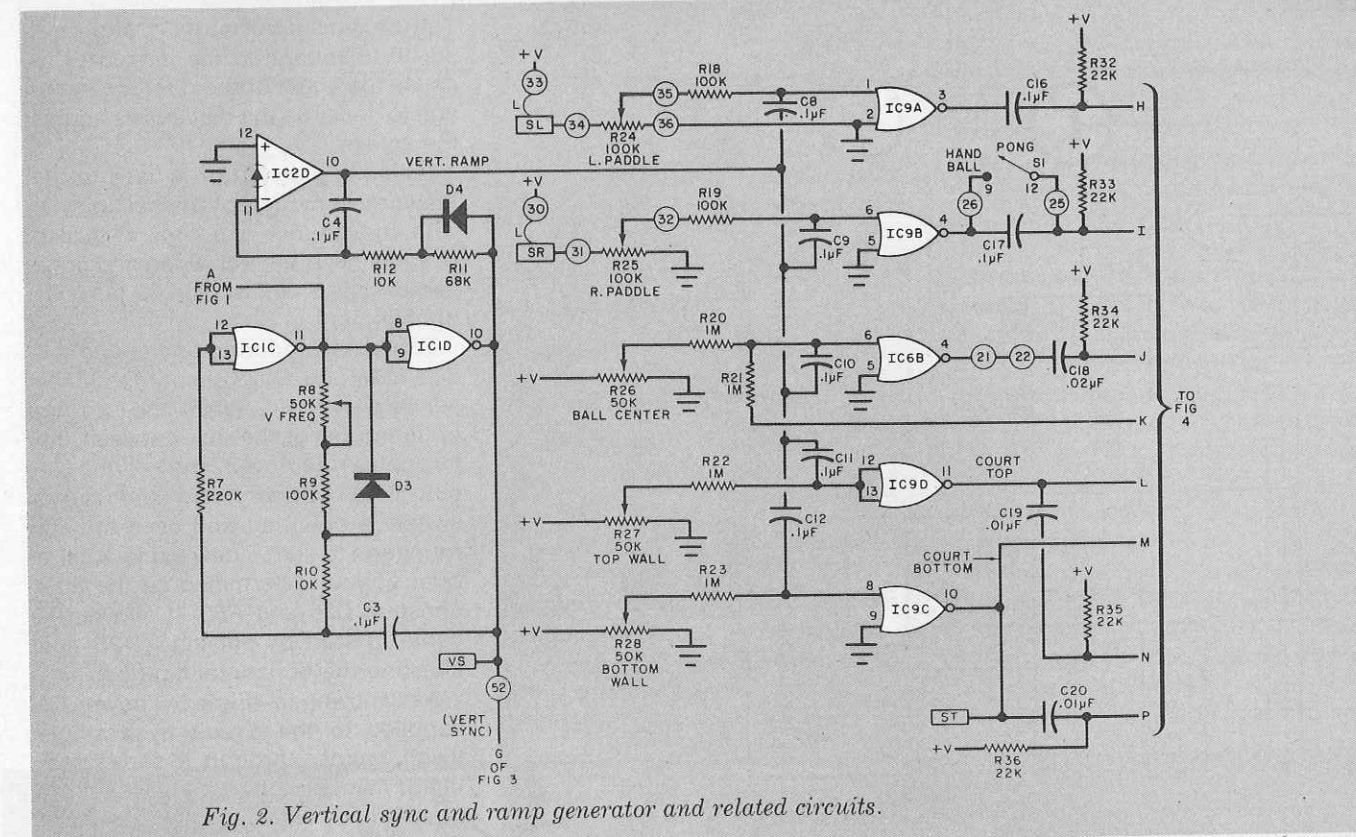 +V
R32
22K
H
+V
33
L
SL
34
35
R18
100K
36
R24
100K
L. PADDLE
C8
.1µF
1
2
IC9A
3
C16
.1µF
12
+
IC2D
10
11
−
VERT. RAMP
C4
.1µF
D4
R12
10K
R11
68K
+V
30
L
SR
31
32
R19
100K
R25
100K
R. PADDLE
C9
.1µF
6
5
IC9B
4
HAND
BALL
9
26
PONG
S1
12
25
C17
.1µF
+V
R33
22K
I
A
FROM
FIG 1
12
13
IC1C
11
8
9
IC1D
10
R8
50K
V FREQ
R7
220K
R9
100K
D3
R10
10K
C3
.1µF
VS
52
(VERT
SYNC)
G
OF
FIG 3
R20
1M
+V
R26
50K
BALL CENTER
R21
1M
C10
.1µF
6
5
IC6B
4
21
22
C18
.02µF
+V
R34
22K
J
K
TO
FIG
4
R22
1M
+V
R27
50K
TOP WALL
C11
.1µF
12
13
IC9D
11
COURT
TOP
L
C19
.01µF
C12
.1µF
M
COURT
BOTTOM
R23
1M
+V
R28
50K
BOTTOM
WALL
8
9
IC9C
10
+V
R35
22K
N
ST
C20
.01µF
P
+V
R36
22K
Fig. 2. Vertical sync and ramp generator and related circuits.